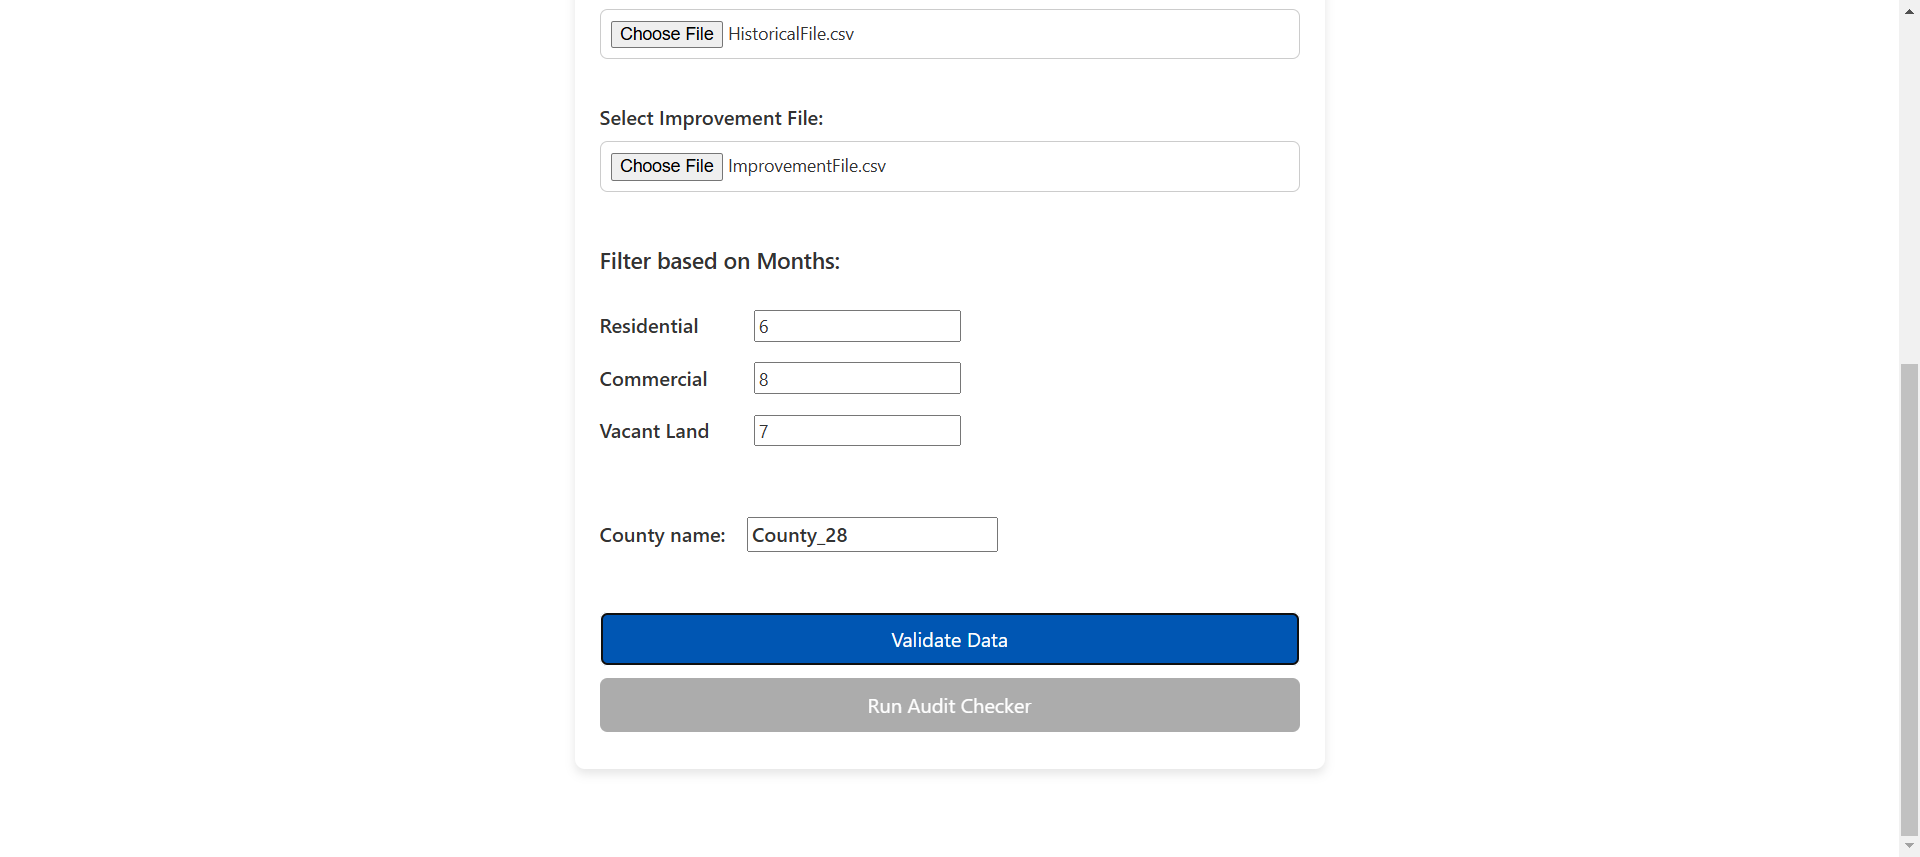 Choose File HistoricalFile.csv
Select Improvement File:
Choose File ImprovementFile.csv
Filter based on Months:
Residential 6
Commercial 8
Vacant Land 7
County name: County_28
Validate Data
Run Audit Checker